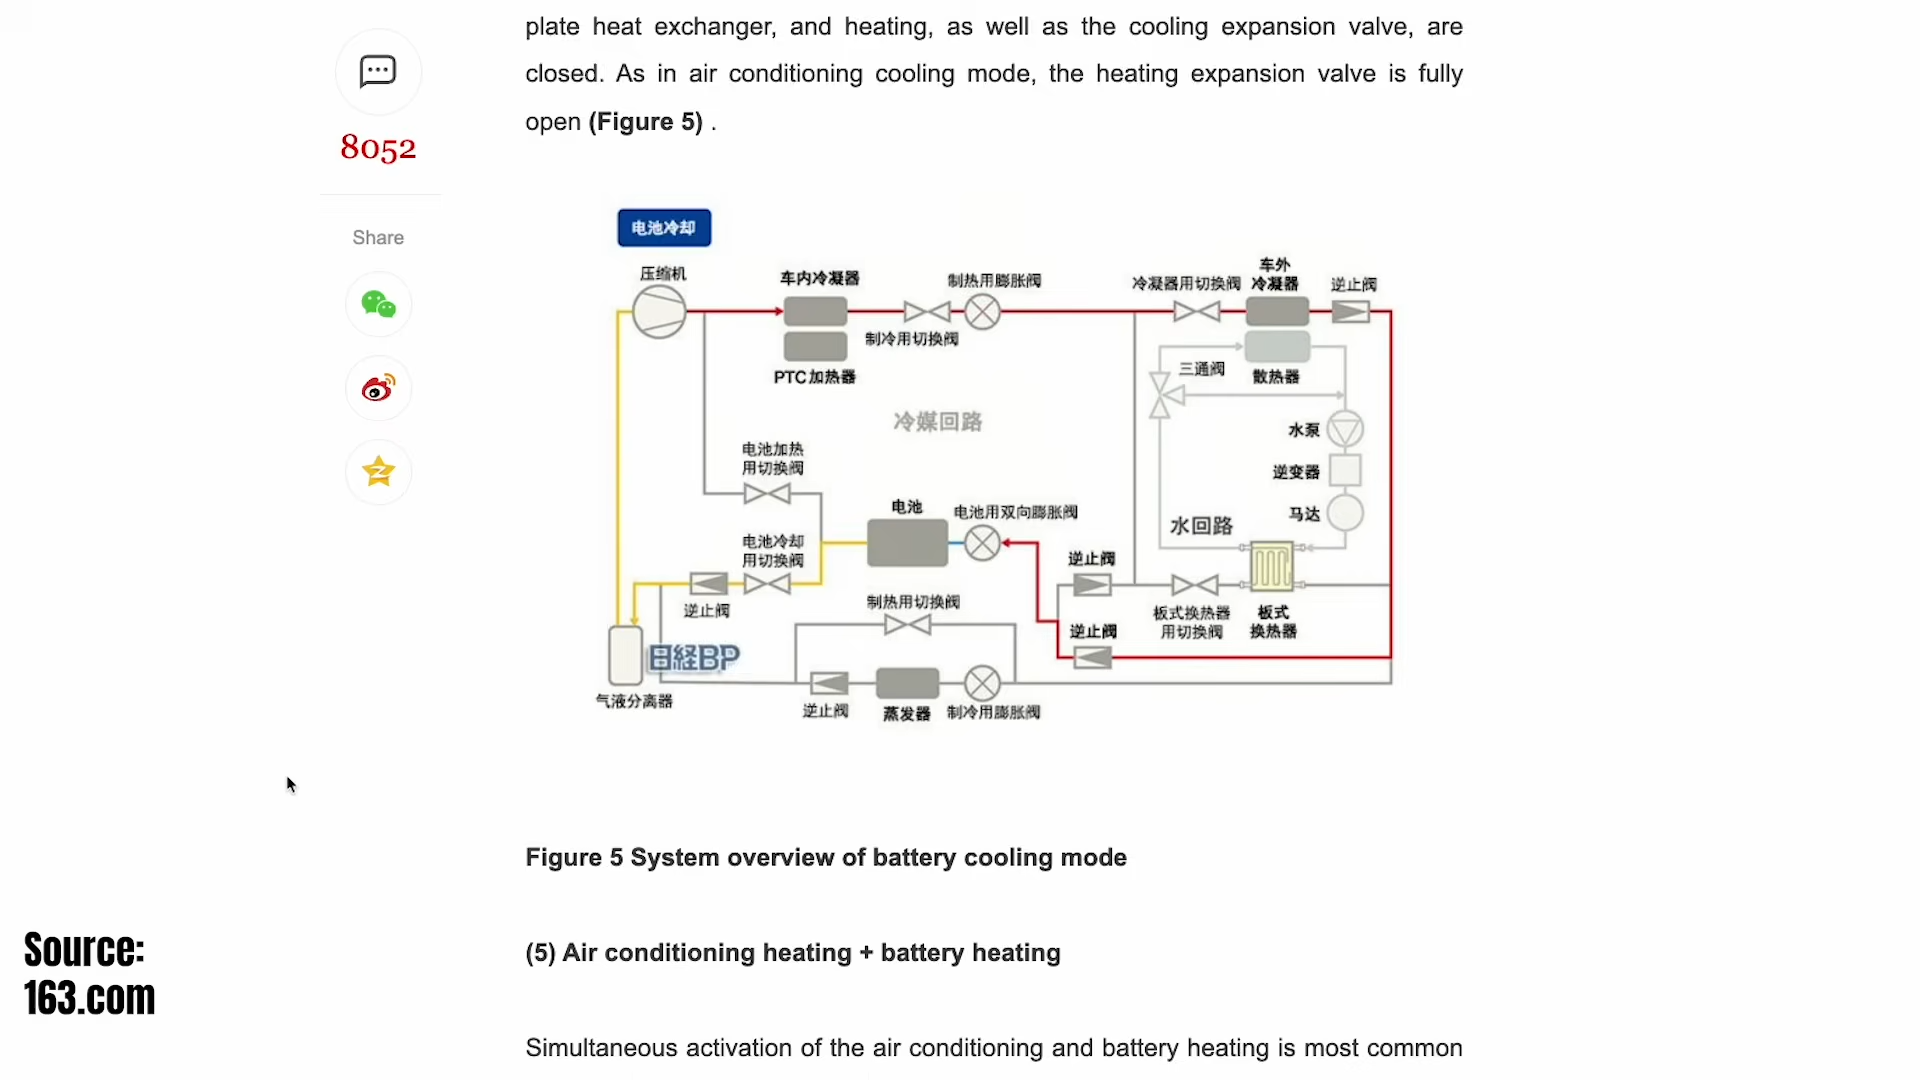 plate heat exchanger, and heating, as well as the cooling expansion valve, are
closed. As in air conditioning cooling mode, the heating expansion valve is fully
open (Figure 5) .
8052
Share
电池冷却
压缩机
车内冷凝器
制热用膨胀阀
冷凝器用切换阀
车外
冷凝器
逆止阀
制冷用切换阀
PTC加热器
三通阀
散热器
冷媒回路
水泵
电池加热
用切换阀
逆变器
电池
电池用双向膨胀阀
马达
水回路
电池冷却
用切换阀
逆止阀
逆止阀
制热用切换阀
板式换热器
用切换阀
板式
换热器
逆止阀
日経BP
气液分离器
逆止阀
蒸发器
制冷用膨胀阀
Figure 5 System overview of battery cooling mode
(5) Air conditioning heating + battery heating
Simultaneous activation of the air conditioning and battery heating is most common
Source:
163.com